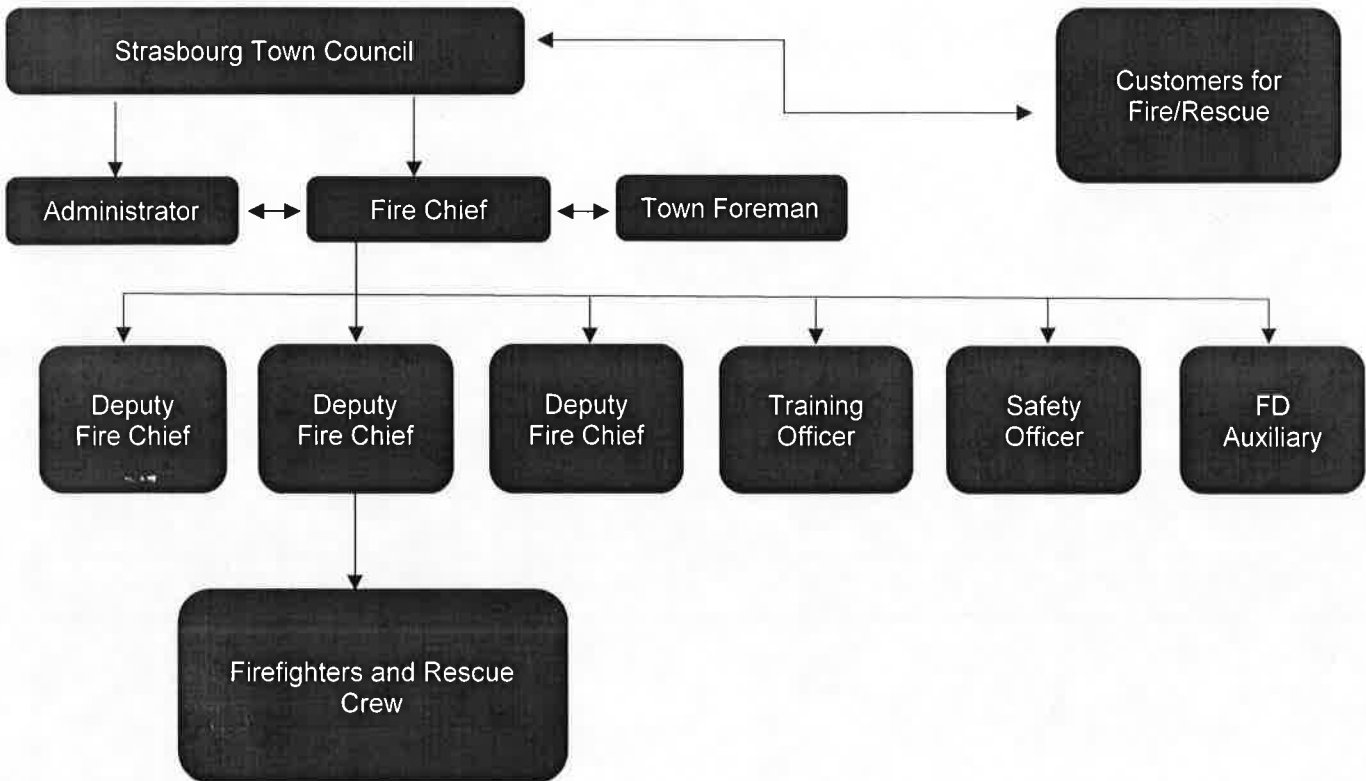 Strasbourg Town Council
Customers for
Fire/Rescue
Administrator
Fire Chief
Town Foreman
Deputy
Fire Chief
Deputy
Fire Chief
Deputy
Fire Chief
Training
Officer
Safety
Officer
FD
Auxiliary
Firefighters and Rescue
Crew